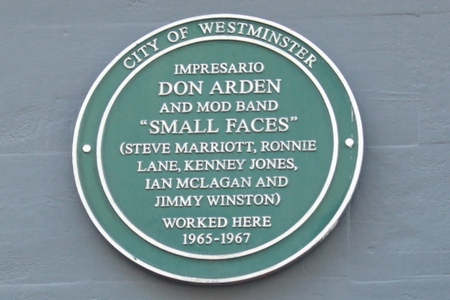 CITY OF WESTMINSTER
IMPRESARIO
DON ARDEN
AND MOD BAND
“SMALL FACES”
(STEVE MARRIOTT, RONNIE
LANE, KENNEY JONES,
IAN MCLAGAN AND
JIMMY WINSTON)
WORKED HERE
1965-1967